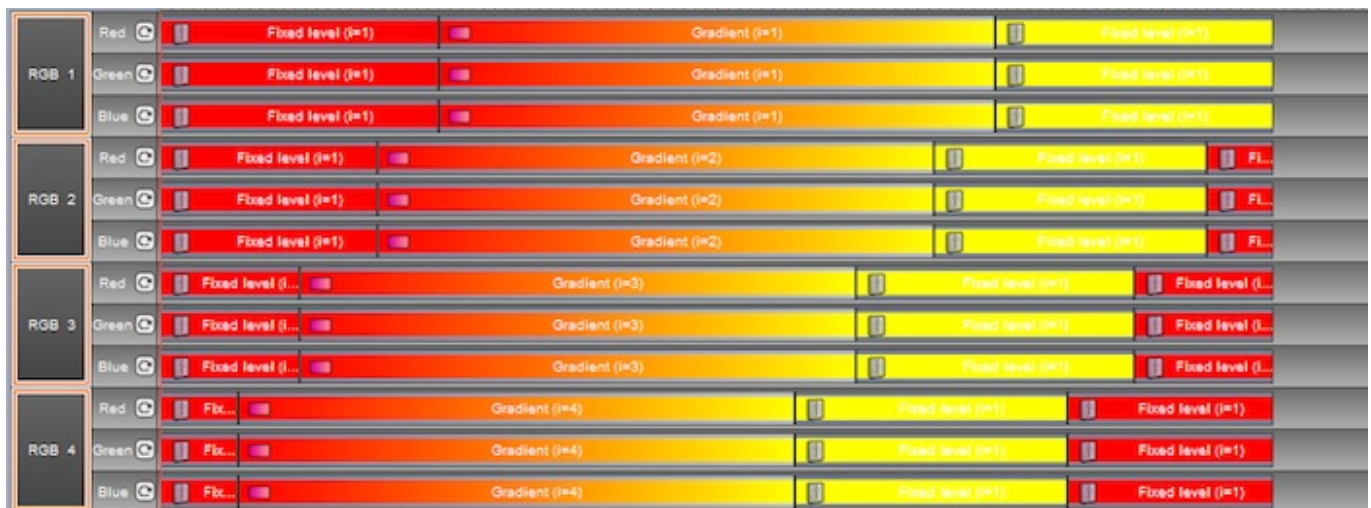 Red Fixed level (i=1) Gradient (i=1) Fixed level (i=1)
RGB 1 Green Fixed level (i=1) Gradient (i=1) Fixed level (i=1)
Blue Fixed level (i=1) Gradient (i=1) Fixed level (i=1)
Red Fixed level (i=1) Gradient (i=2) Fixed level (i=1) Fi...
RGB 2 Green Fixed level (i=1) Gradient (i=2) Fixed level (i=1) Fi...
Blue Fixed level (i=1) Gradient (i=2) Fixed level (i=1) Fi...
Red Fixed level (i... Gradient (i=3) Fixed level (i=1) Fixed level (i...
RGB 3 Green Fixed level (i... Gradient (i=3) Fixed level (i=1) Fixed level (i...
Blue Fixed level (i... Gradient (i=3) Fixed level (i=1) Fixed level (i...
Red Fix... Gradient (i=4) Fixed level (i=1) Fixed level (i=1)
RGB 4 Green Fix... Gradient (i=4) Fixed level (i=1) Fixed level (i=1)
Blue Fix... Gradient (i=4) Fixed level (i=1) Fixed level (i=1)